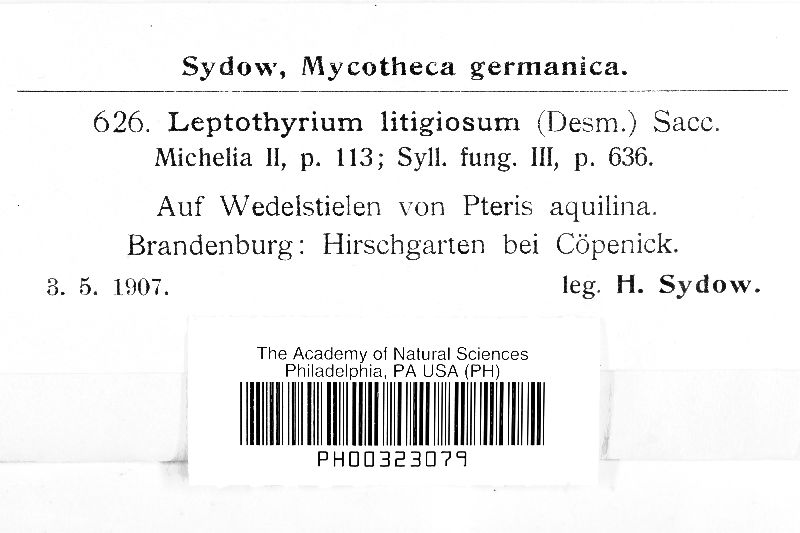 Sydow, Mycotheca germanica.
626. Leptothyrium litigiosum (Desm.) Sacc.
Michelia II, p. 113; Syll. fung. III, p. 636.
Auf Wedelstielen von Pteris aquilina.
Brandenburg: Hirschgarten bei Cöpenick.
3. 5. 1907. leg. H. Sydow.
The Academy of Natural Sciences
Philadelphia, PA USA (PH)
PH00323079